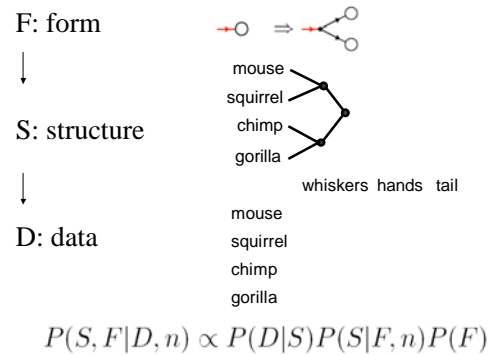 F: form
⇒
mouse
squirrel
chimp
gorilla
S: structure
whiskers hands tail
mouse
squirrel
chimp
gorilla
D: data
P(S, F|D, n) ∝ P(D|S)P(S|F, n)P(F)